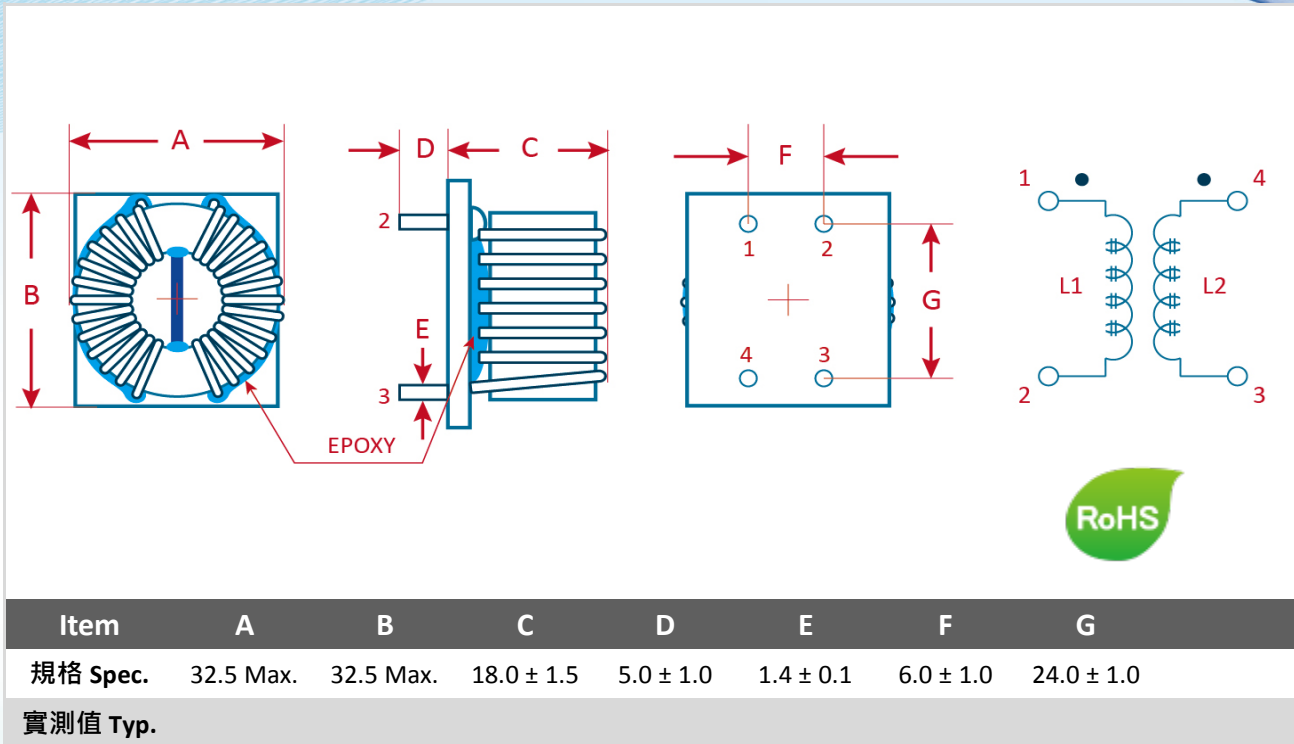 A
B
EPOXY
D
C
2
E
3
F
1
2
G
4
3
1
4
L1
L2
2
3
RoHS
Item A B C D E F G
規格 Spec. 32.5 Max. 32.5 Max. 18.0 ± 1.5 5.0 ± 1.0 1.4 ± 0.1 6.0 ± 1.0 24.0 ± 1.0
實測值 Typ.